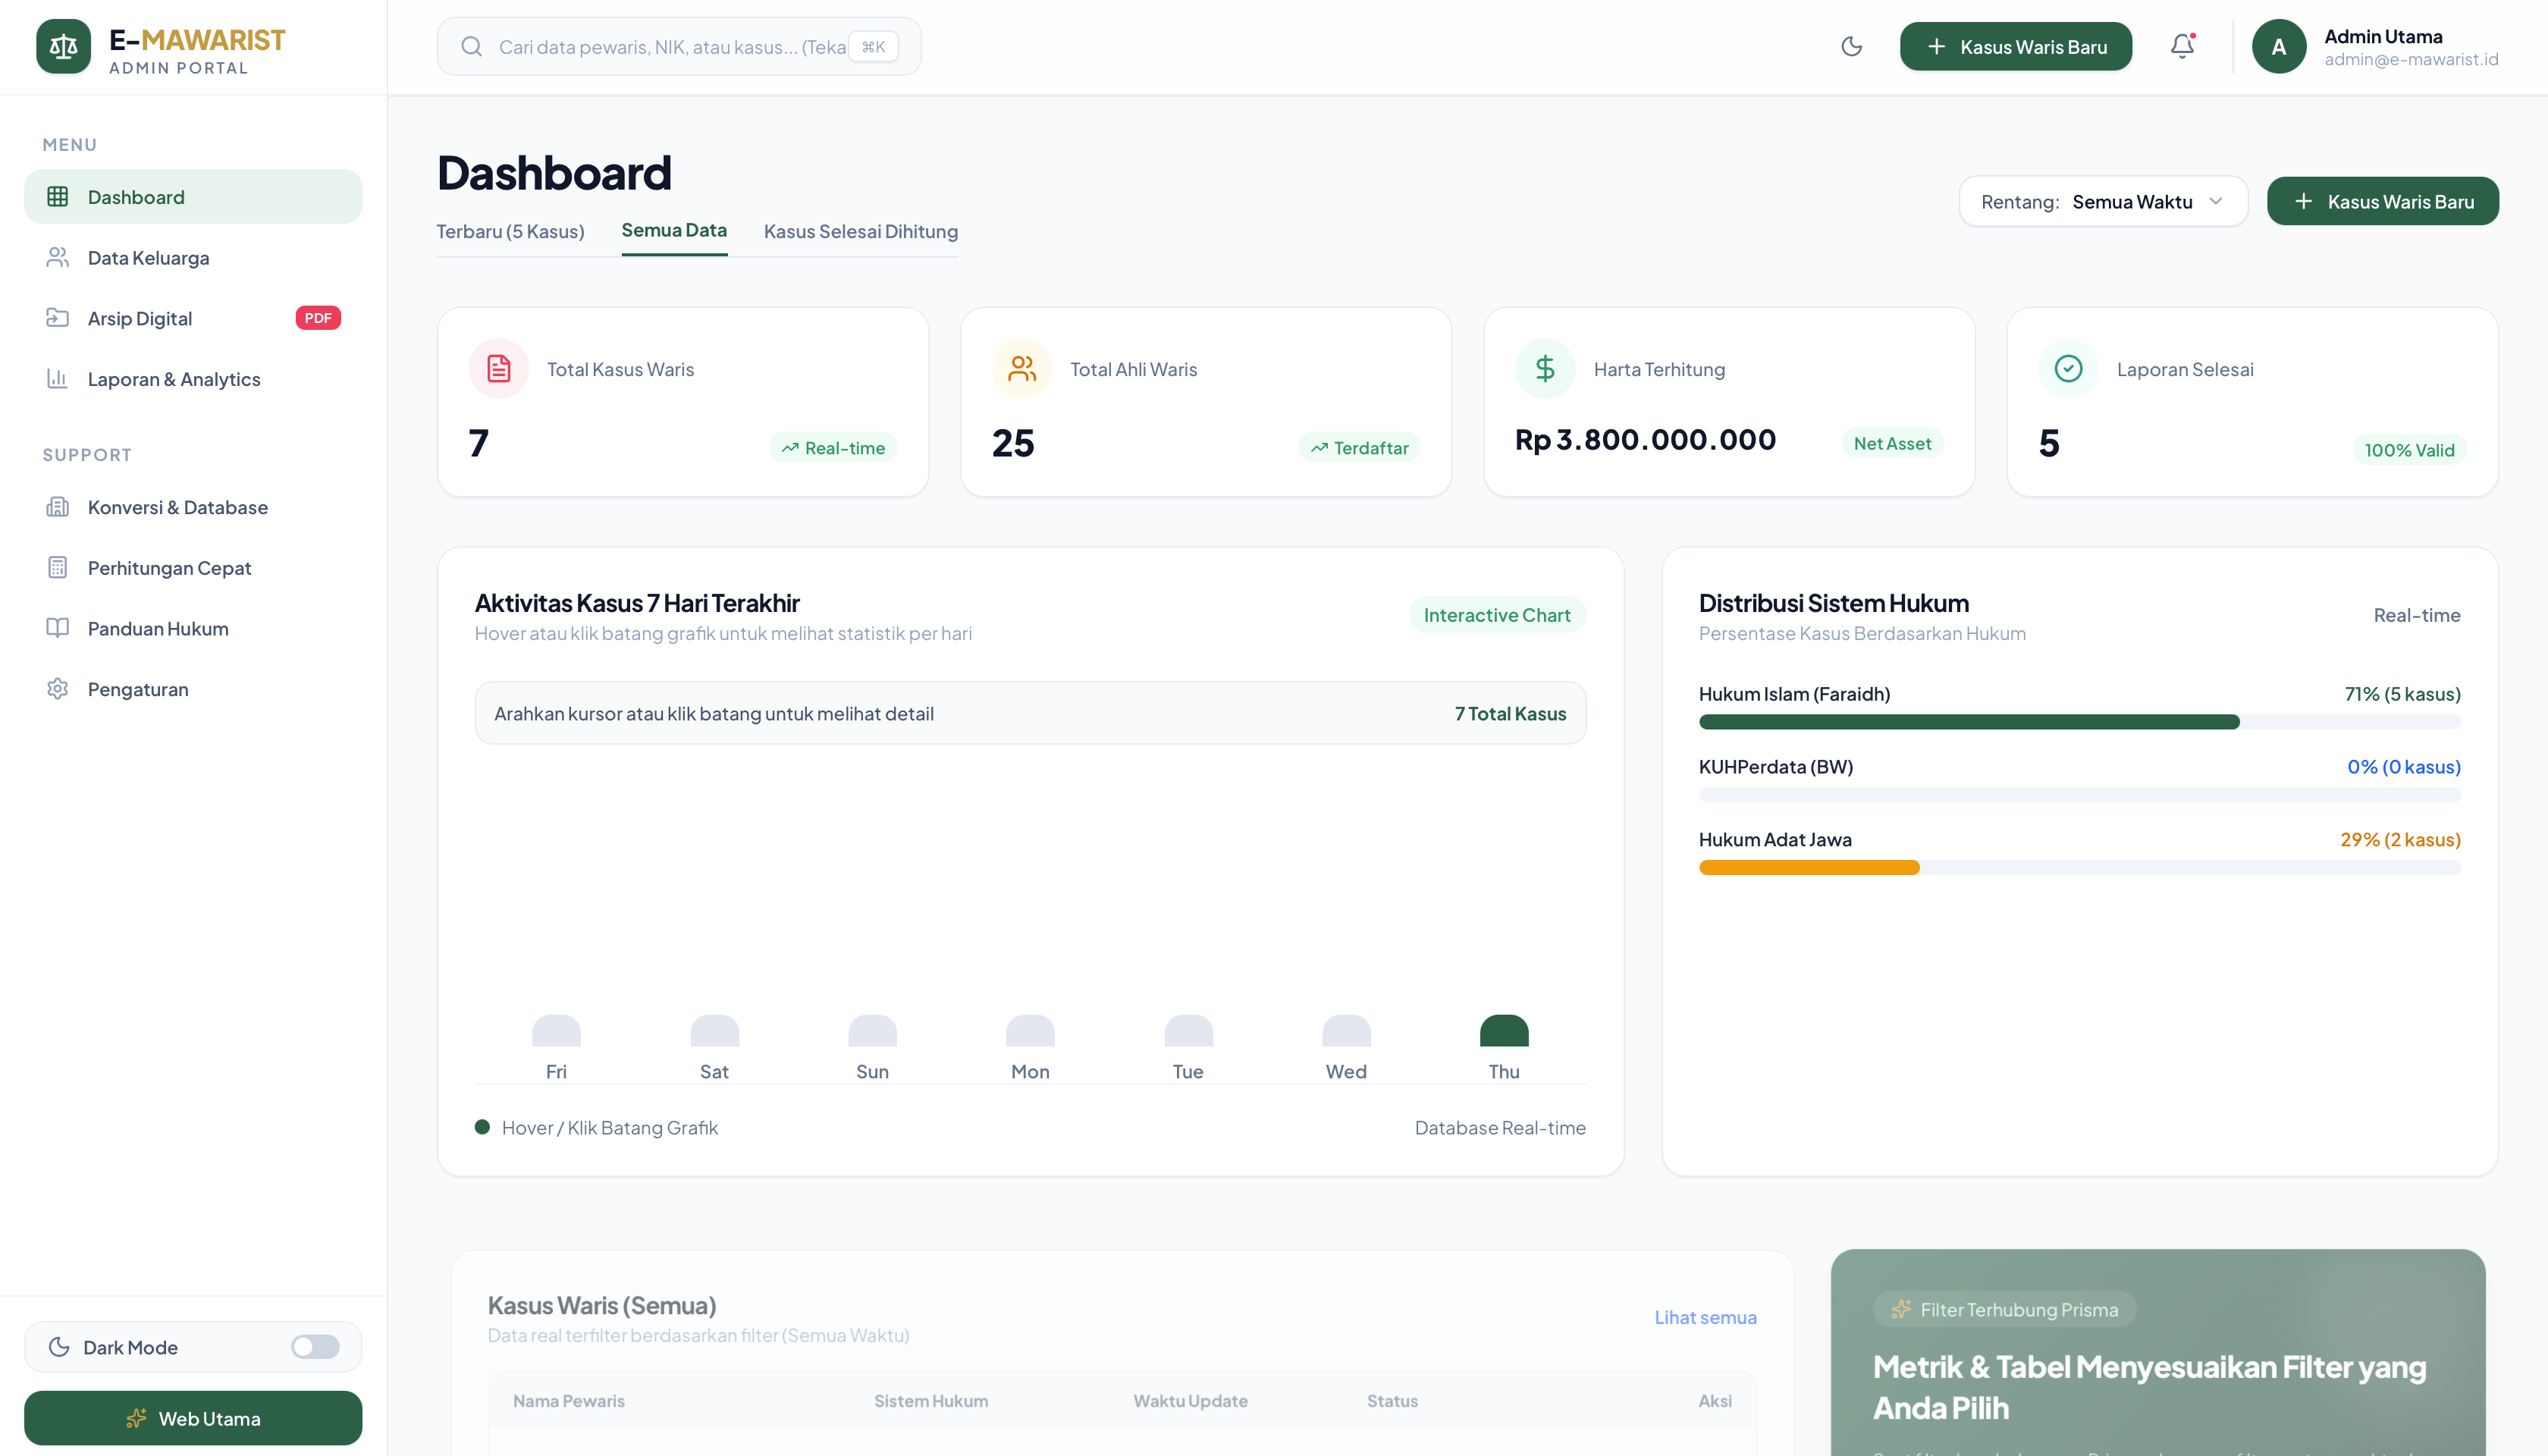 E-MAWARIST
ADMIN PORTAL
Cari data pewaris, NIK, atau kasus... (Teka
⌘K
Kasus Waris Baru
A
Admin Utama
admin@e-mawarist.id
MENU
Dashboard
Data Keluarga
Arsip Digital
PDF
Laporan & Analytics
SUPPORT
Konversi & Database
Perhitungan Cepat
Panduan Hukum
Pengaturan
Dark Mode
Web Utama
Dashboard
Terbaru (5 Kasus)
Semua Data
Kasus Selesai Dihitung
Rentang: Semua Waktu
Kasus Waris Baru
Total Kasus Waris
7
Real-time
Total Ahli Waris
25
Terdaftar
Harta Terhitung
Rp 3.800.000.000
Net Asset
Laporan Selesai
5
100% Valid
Aktivitas Kasus 7 Hari Terakhir
Hover atau klik batang grafik untuk melihat statistik per hari
Interactive Chart
Arahkan kursor atau klik batang untuk melihat detail
7 Total Kasus
Fri
Sat
Sun
Mon
Tue
Wed
Thu
Hover / Klik Batang Grafik
Database Real-time
Distribusi Sistem Hukum
Persentase Kasus Berdasarkan Hukum
Real-time
Hukum Islam (Faraidh)
71% (5 kasus)
KUHPerdata (BW)
0% (0 kasus)
Hukum Adat Jawa
29% (2 kasus)
Kasus Waris (Semua)
Data real terfilter berdasarkan filter (Semua Waktu)
Lihat semua
Nama Pewaris
Sistem Hukum
Waktu Update
Status
Aksi
Filter Terhubung Prisma
Metrik & Tabel Menyesuaikan Filter yang
Anda Pilih